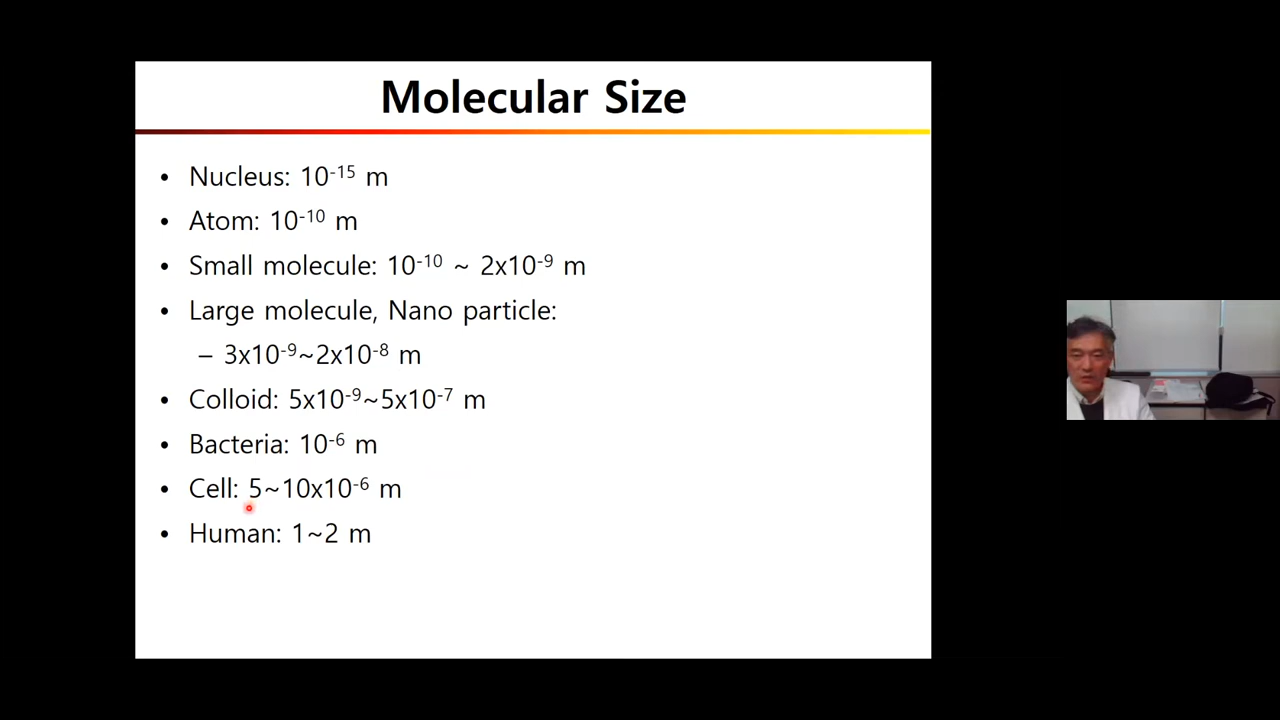 Molecular Size
• Nucleus: 10⁻¹⁵ m
• Atom: 10⁻¹⁰ m
• Small molecule: 10⁻¹⁰ ~ 2x10⁻⁹ m
• Large molecule, Nano particle:
– 3x10⁻⁹~2x10⁻⁸ m
• Colloid: 5x10⁻⁹~5x10⁻⁷ m
• Bacteria: 10⁻⁶ m
• Cell: 5~10x10⁻⁶ m
• Human: 1~2 m